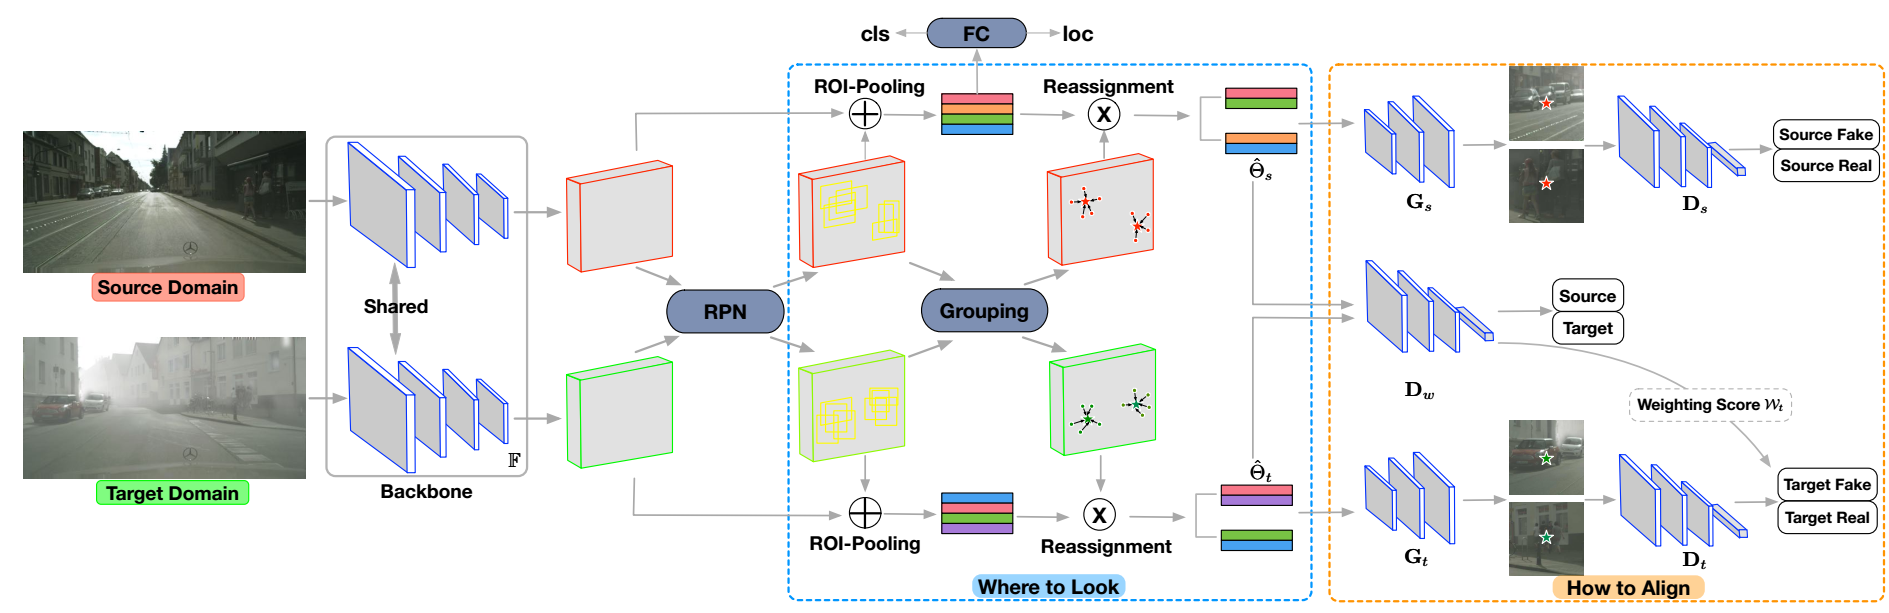 cls
FC
loc
ROI-Pooling
Reassignment
X
Θ̂ₛ
Source Domain
Shared
Target Domain
Backbone
𝔽
RPN
Grouping
ROI-Pooling
Reassignment
X
Θ̂ₜ
Where to Look
Gₛ
Dₛ
Source Fake
Source Real
D_w
Source
Target
Weighting Score 𝒲ₜ
Gₜ
Dₜ
Target Fake
Target Real
How to Align